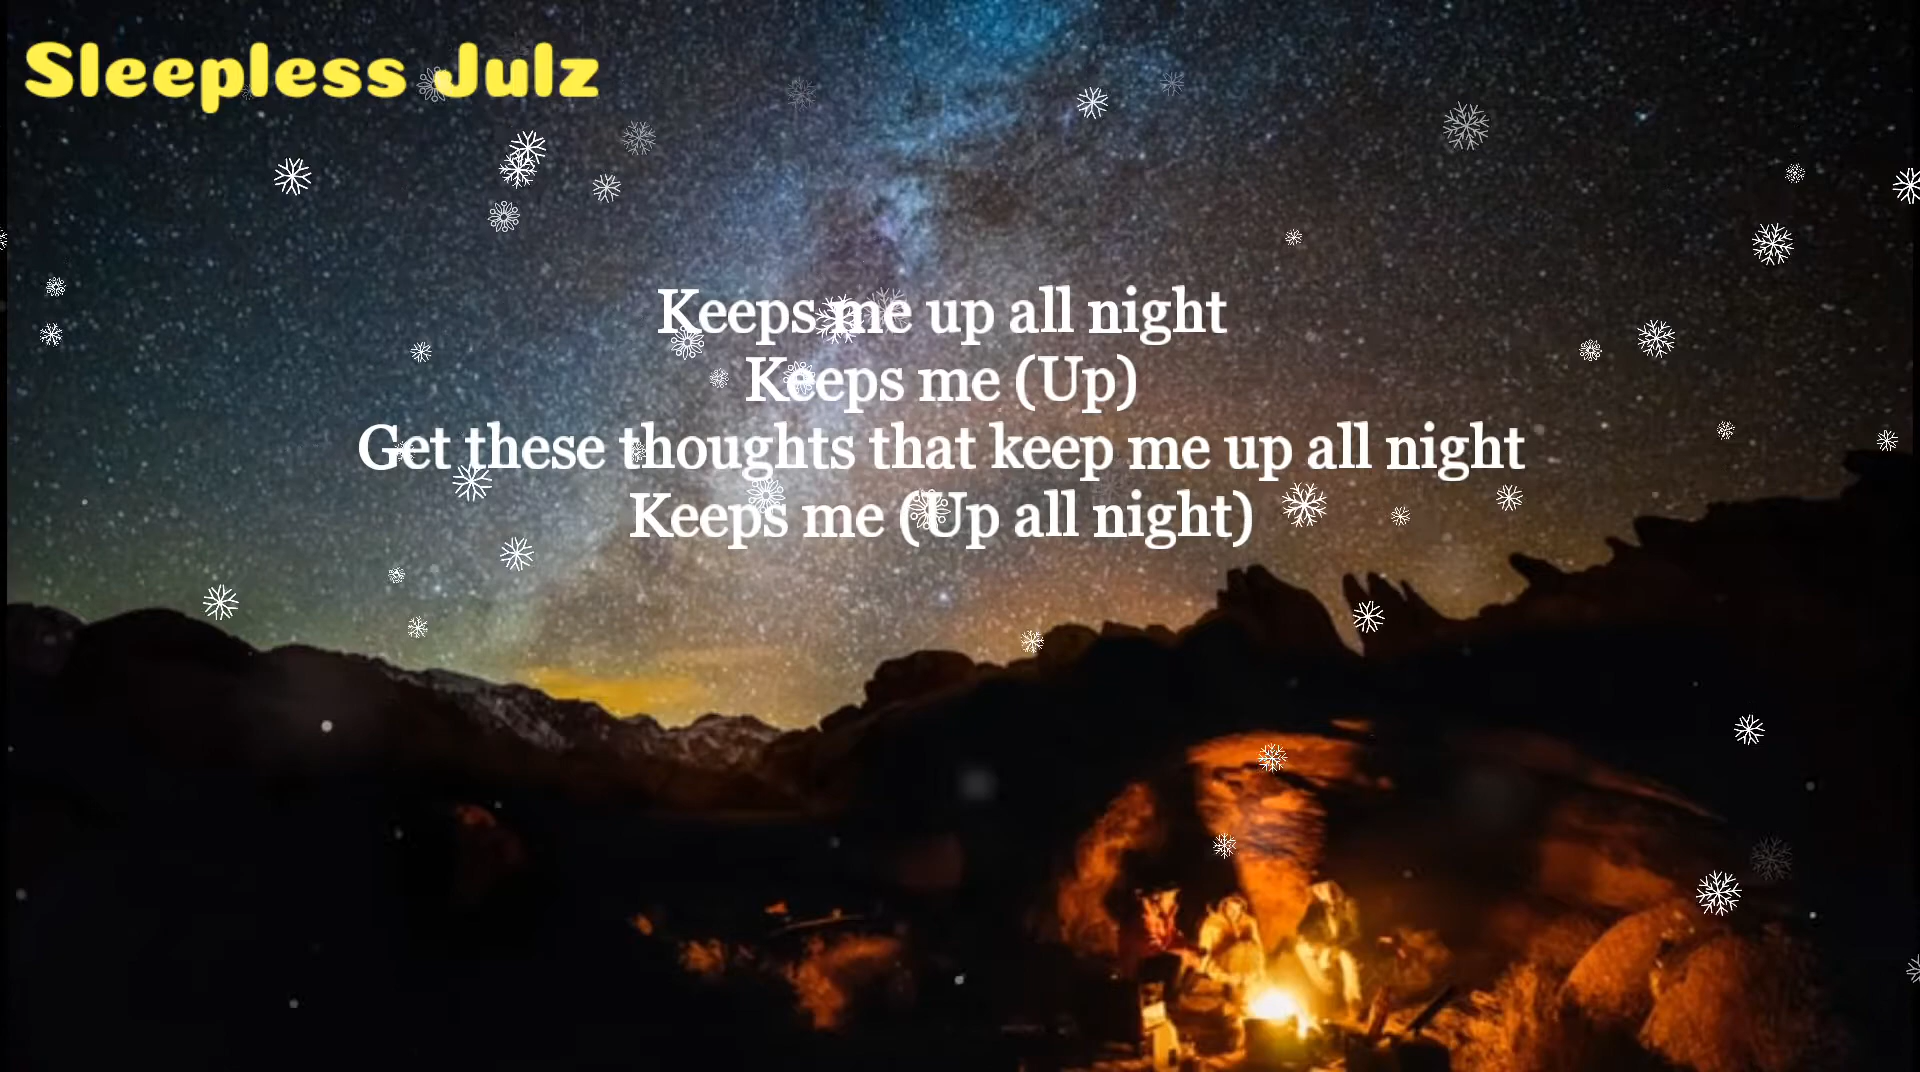 Sleepless Julz
Keeps me up all night
Keeps me (Up)
Get these thoughts that keep me up all night
Keeps me (Up all night)